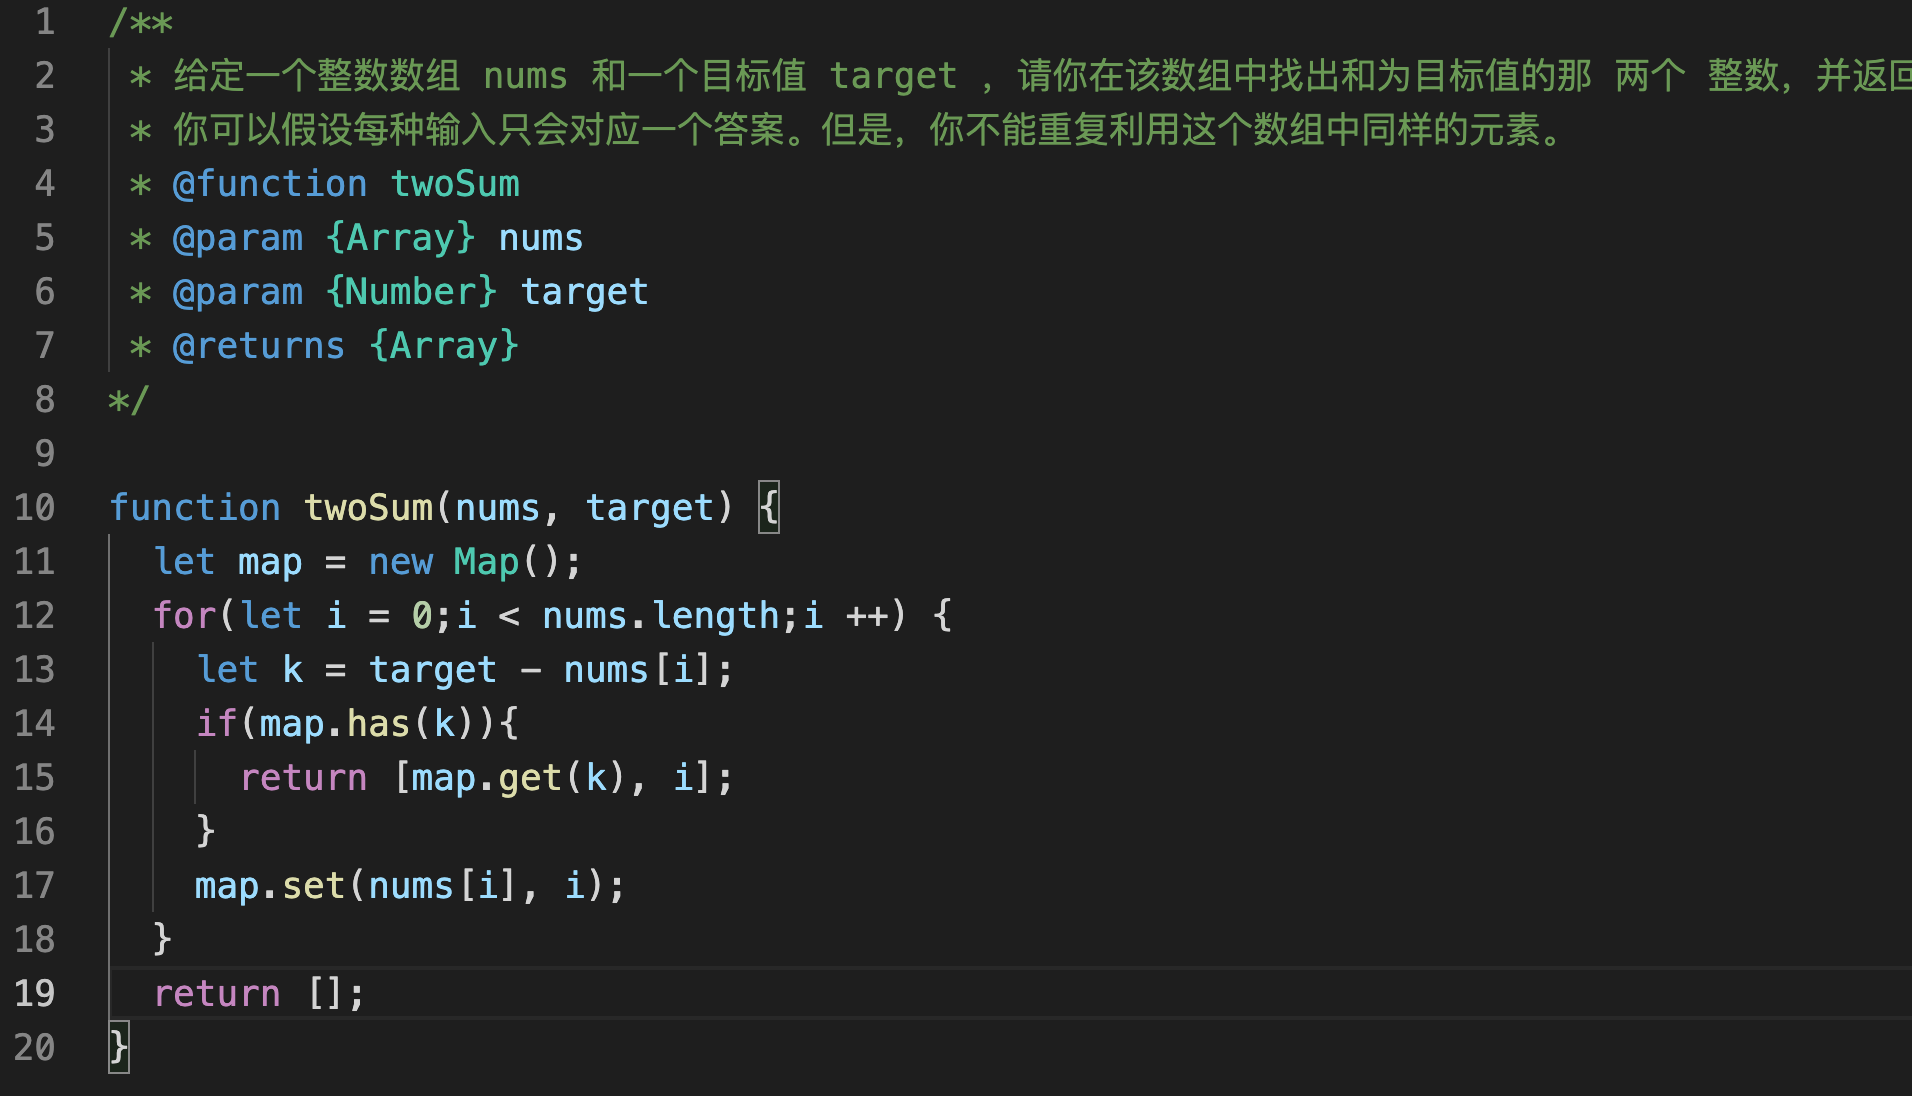 1 /**
2  * 给定一个整数数组 nums 和一个目标值 target ，请你在该数组中找出和为目标值的那 两个 整数，并返回
3  * 你可以假设每种输入只会对应一个答案。但是，你不能重复利用这个数组中同样的元素。
4  * @function twoSum
5  * @param {Array} nums
6  * @param {Number} target
7  * @returns {Array}
8 */
9
10 function twoSum(nums, target) {
11   let map = new Map();
12   for(let i = 0;i < nums.length;i ++) {
13     let k = target - nums[i];
14     if(map.has(k)){
15       return [map.get(k), i];
16     }
17     map.set(nums[i], i);
18   }
19   return [];
20 }